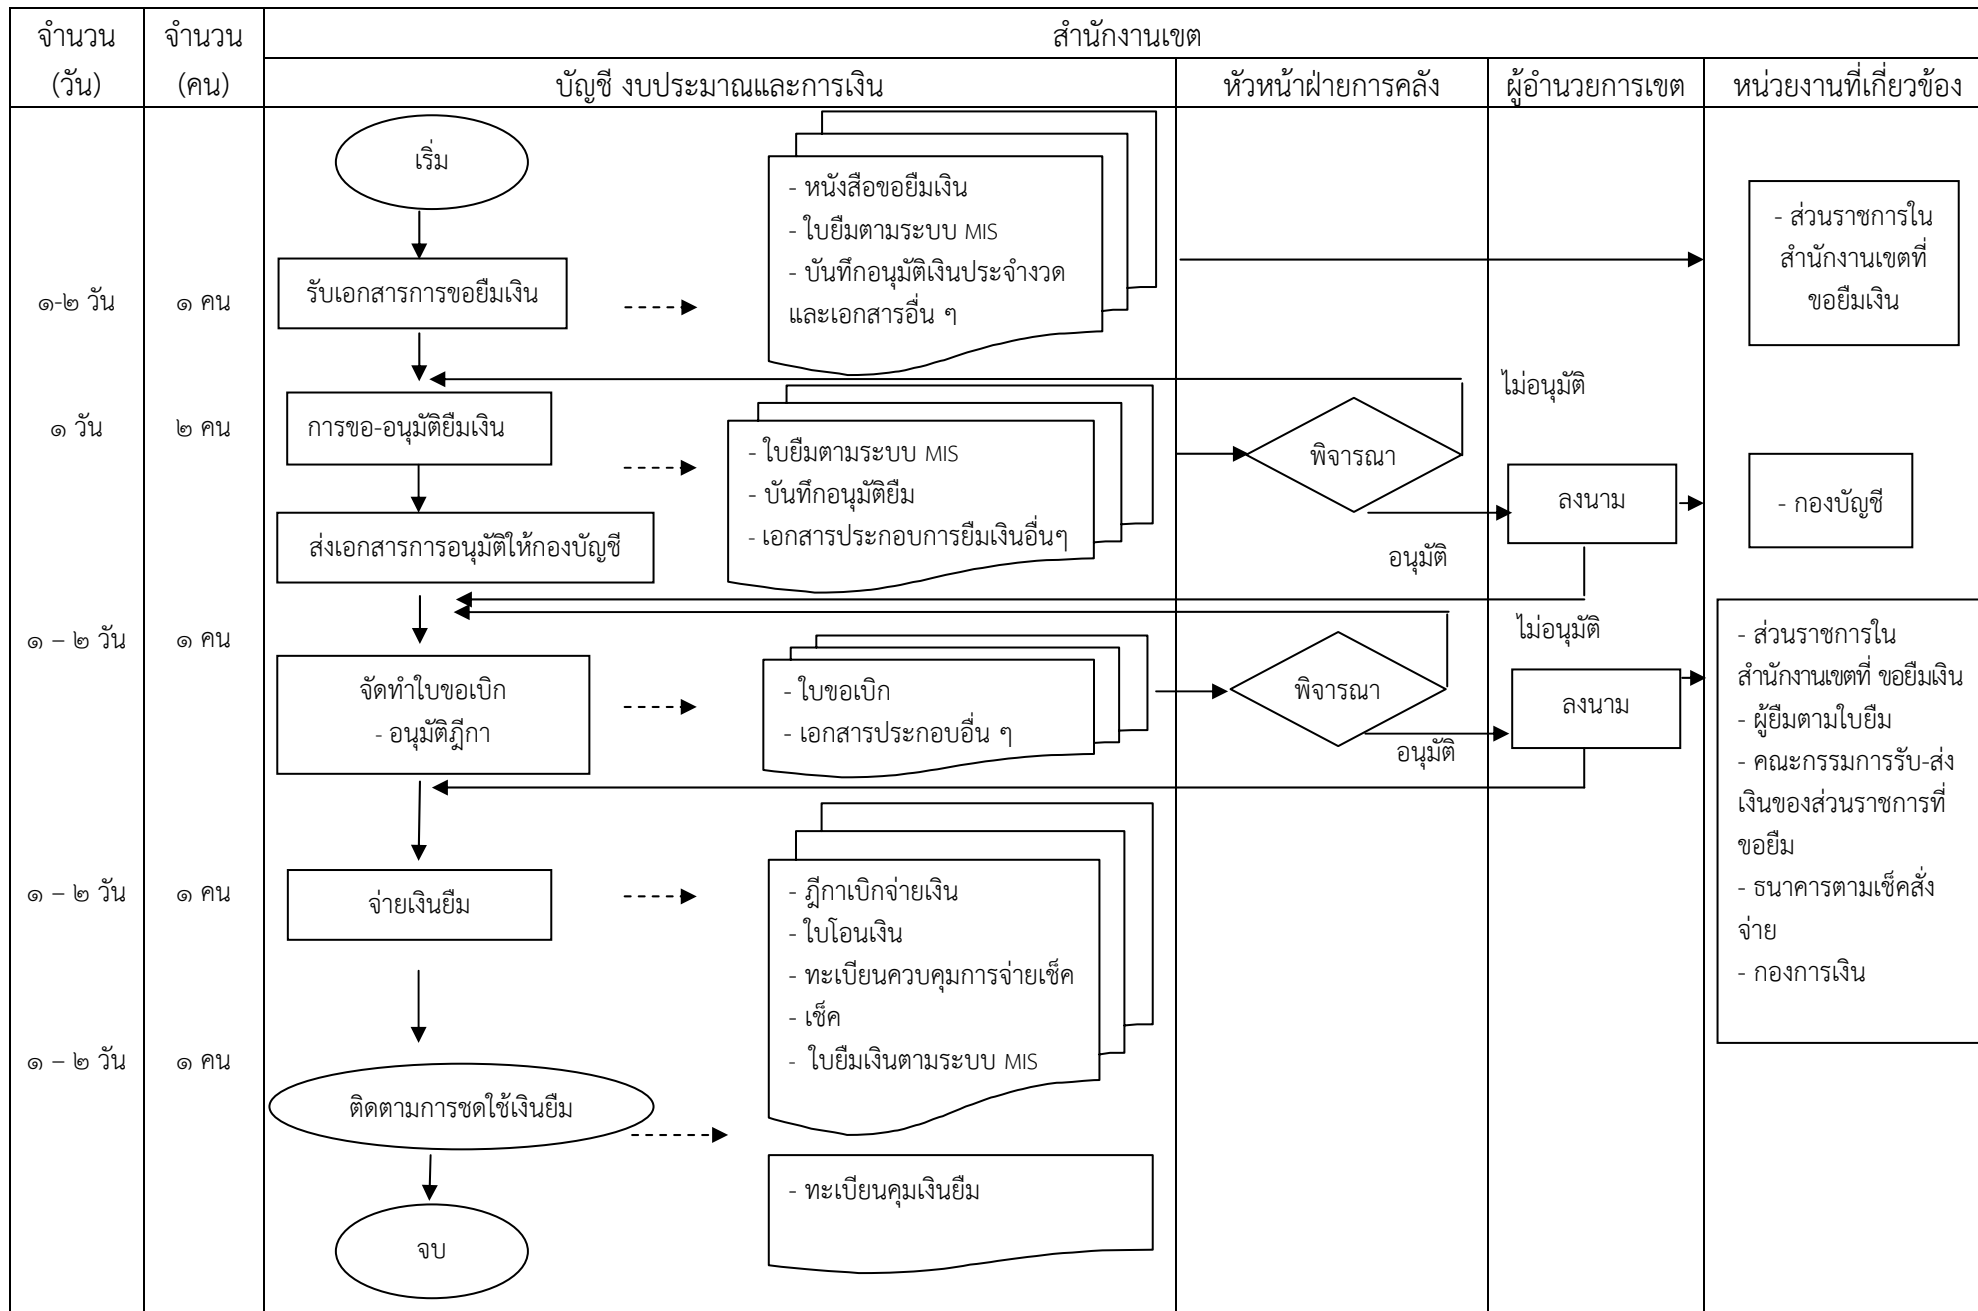 จำนวน
(วัน)
จำนวน
(คน)
สำนักงานเขต
บัญชี งบประมาณและการเงิน
หัวหน้าฝ่ายการคลัง
ผู้อำนวยการเขต
หน่วยงานที่เกี่ยวข้อง
เริ่ม
- หนังสือขอยืมเงิน
- ใบยืมตามระบบ MIS
- บันทึกอนุมัติเงินประจำงวด
และเอกสารอื่น ๆ
- ส่วนราชการใน
สำนักงานเขตที่
ขอยืมเงิน
๑-๒ วัน
๑ คน
รับเอกสารการขอยืมเงิน
ไม่อนุมัติ
๑ วัน
๒ คน
การขอ-อนุมัติยืมเงิน
- ใบยืมตามระบบ MIS
- บันทึกอนุมัติยืม
- เอกสารประกอบการยืมเงินอื่นๆ
พิจารณา
ลงนาม
- กองบัญชี
ส่งเอกสารการอนุมัติให้กองบัญชี
อนุมัติ
๑ – ๒ วัน
๑ คน
ไม่อนุมัติ
จัดทำใบขอเบิก
- อนุมัติฎีกา
- ใบขอเบิก
- เอกสารประกอบอื่น ๆ
พิจารณา
ลงนาม
อนุมัติ
- ส่วนราชการใน
สำนักงานเขตที่ ขอยืมเงิน
- ผู้ยืมตามใบยืม
- คณะกรรมการรับ-ส่ง
เงินของส่วนราชการที่
ขอยืม
- ธนาคารตามเช็คสั่ง
จ่าย
- กองการเงิน
๑ – ๒ วัน
๑ คน
จ่ายเงินยืม
- ฎีกาเบิกจ่ายเงิน
- ใบโอนเงิน
- ทะเบียนควบคุมการจ่ายเช็ค
- เช็ค
- ใบยืมเงินตามระบบ MIS
๑ – ๒ วัน
๑ คน
ติดตามการชดใช้เงินยืม
- ทะเบียนคุมเงินยืม
จบ